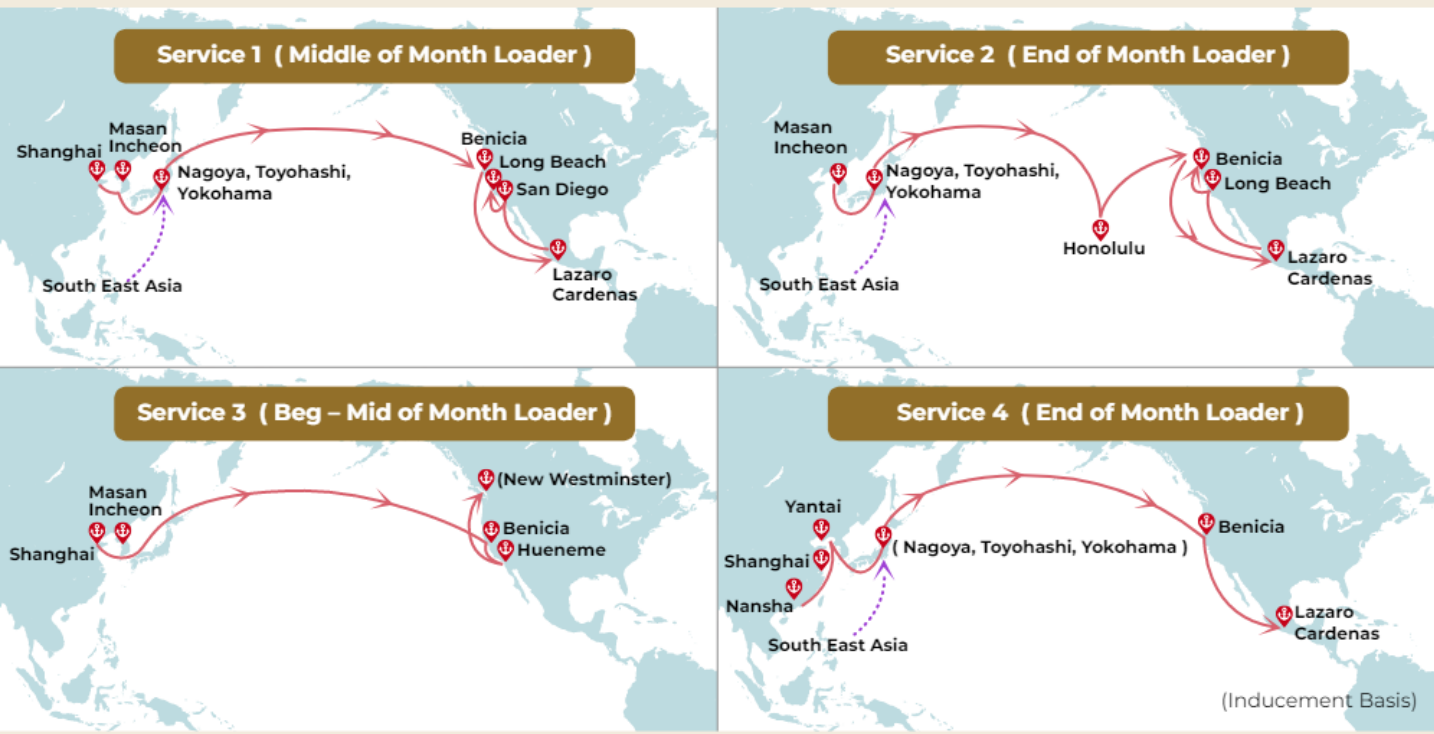 Service 1 ( Middle of Month Loader )
Masan
Incheon
Shanghai
Nagoya, Toyohashi,
Yokohama
South East Asia
Benicia
Long Beach
San Diego
Lazaro
Cardenas
Service 2 ( End of Month Loader )
Masan
Incheon
Nagoya, Toyohashi,
Yokohama
South East Asia
Honolulu
Benicia
Long Beach
Lazaro
Cardenas
Service 3 ( Beg – Mid of Month Loader )
Masan
Incheon
Shanghai
(New Westminster)
Benicia
Hueneme
Service 4 ( End of Month Loader )
Yantai
Shanghai
Nansha
( Nagoya, Toyohashi, Yokohama )
South East Asia
Benicia
Lazaro
Cardenas
(Inducement Basis)